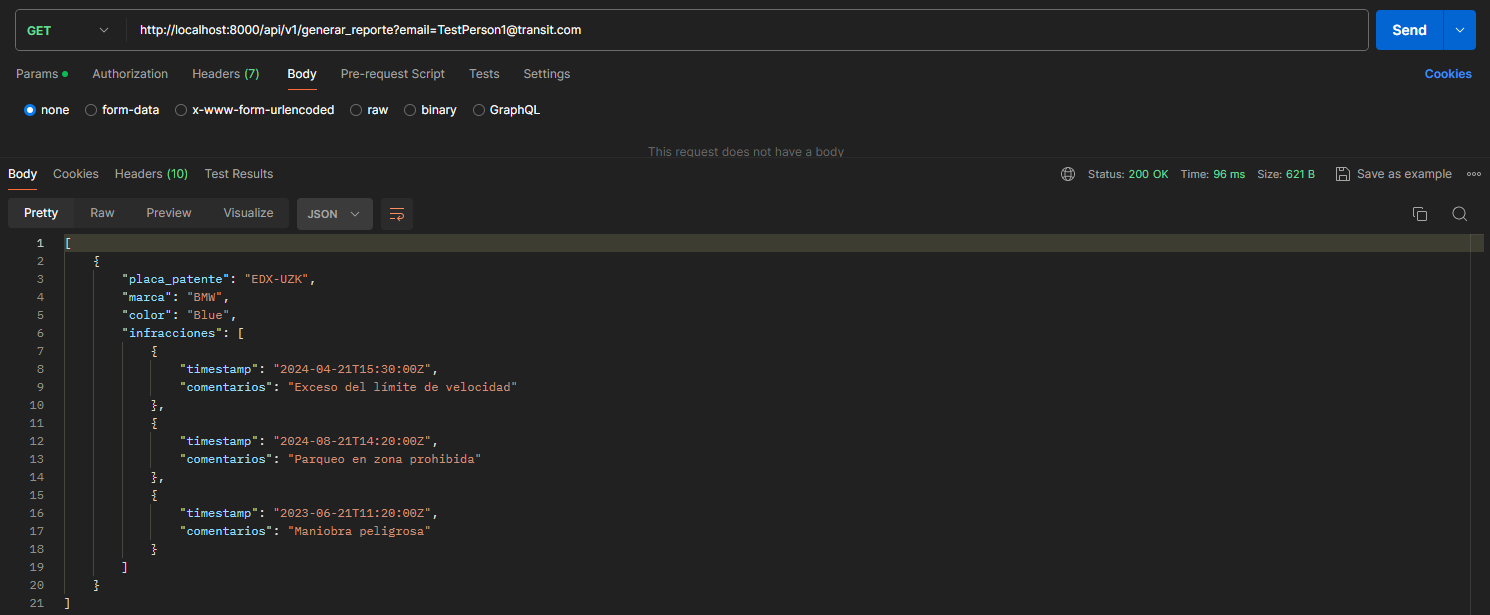 GET http://localhost:8000/api/v1/generar_reporte?email=TestPerson1@transit.com Send
Params Authorization Headers (7) Body Pre-request Script Tests Settings Cookies
none form-data x-www-form-urlencoded raw binary GraphQL
This request does not have a body
Body Cookies Headers (10) Test Results Status: 200 OK Time: 96 ms Size: 621 B Save as example
Pretty Raw Preview Visualize JSON
1 [
2 {
3 "placa_patente": "EDX-UZK",
4 "marca": "BMW",
5 "color": "Blue",
6 "infracciones": [
7 {
8 "timestamp": "2024-04-21T15:30:00Z",
9 "comentarios": "Exceso del límite de velocidad"
10 },
11 {
12 "timestamp": "2024-08-21T14:20:00Z",
13 "comentarios": "Parqueo en zona prohibida"
14 },
15 {
16 "timestamp": "2023-06-21T11:20:00Z",
17 "comentarios": "Maniobra peligrosa"
18 }
19 ]
20 }
21 ]